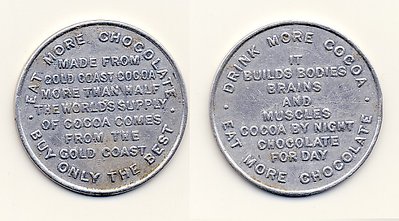 EAT MORE CHOCOLATE
MADE FROM
GOLD COAST COCOA
MORE THAN HALF
· THE WORLD'S SUPPLY ·
OF COCOA COMES
FROM THE
GOLD COAST
BUY ONLY THE BEST
· DRINK MORE COCOA ·
IT
BUILDS BODIES
BRAINS
AND
MUSCLES
COCOA BY NIGHT
CHOCOLATE
FOR DAY
EAT MORE CHOCOLATE